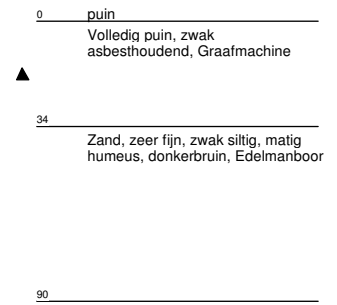 0 puin
Volledig puin, zwak
asbesthoudend, Graafmachine
34
Zand, zeer fijn, zwak siltig, matig
humeus, donkerbruin, Edelmanboor
90